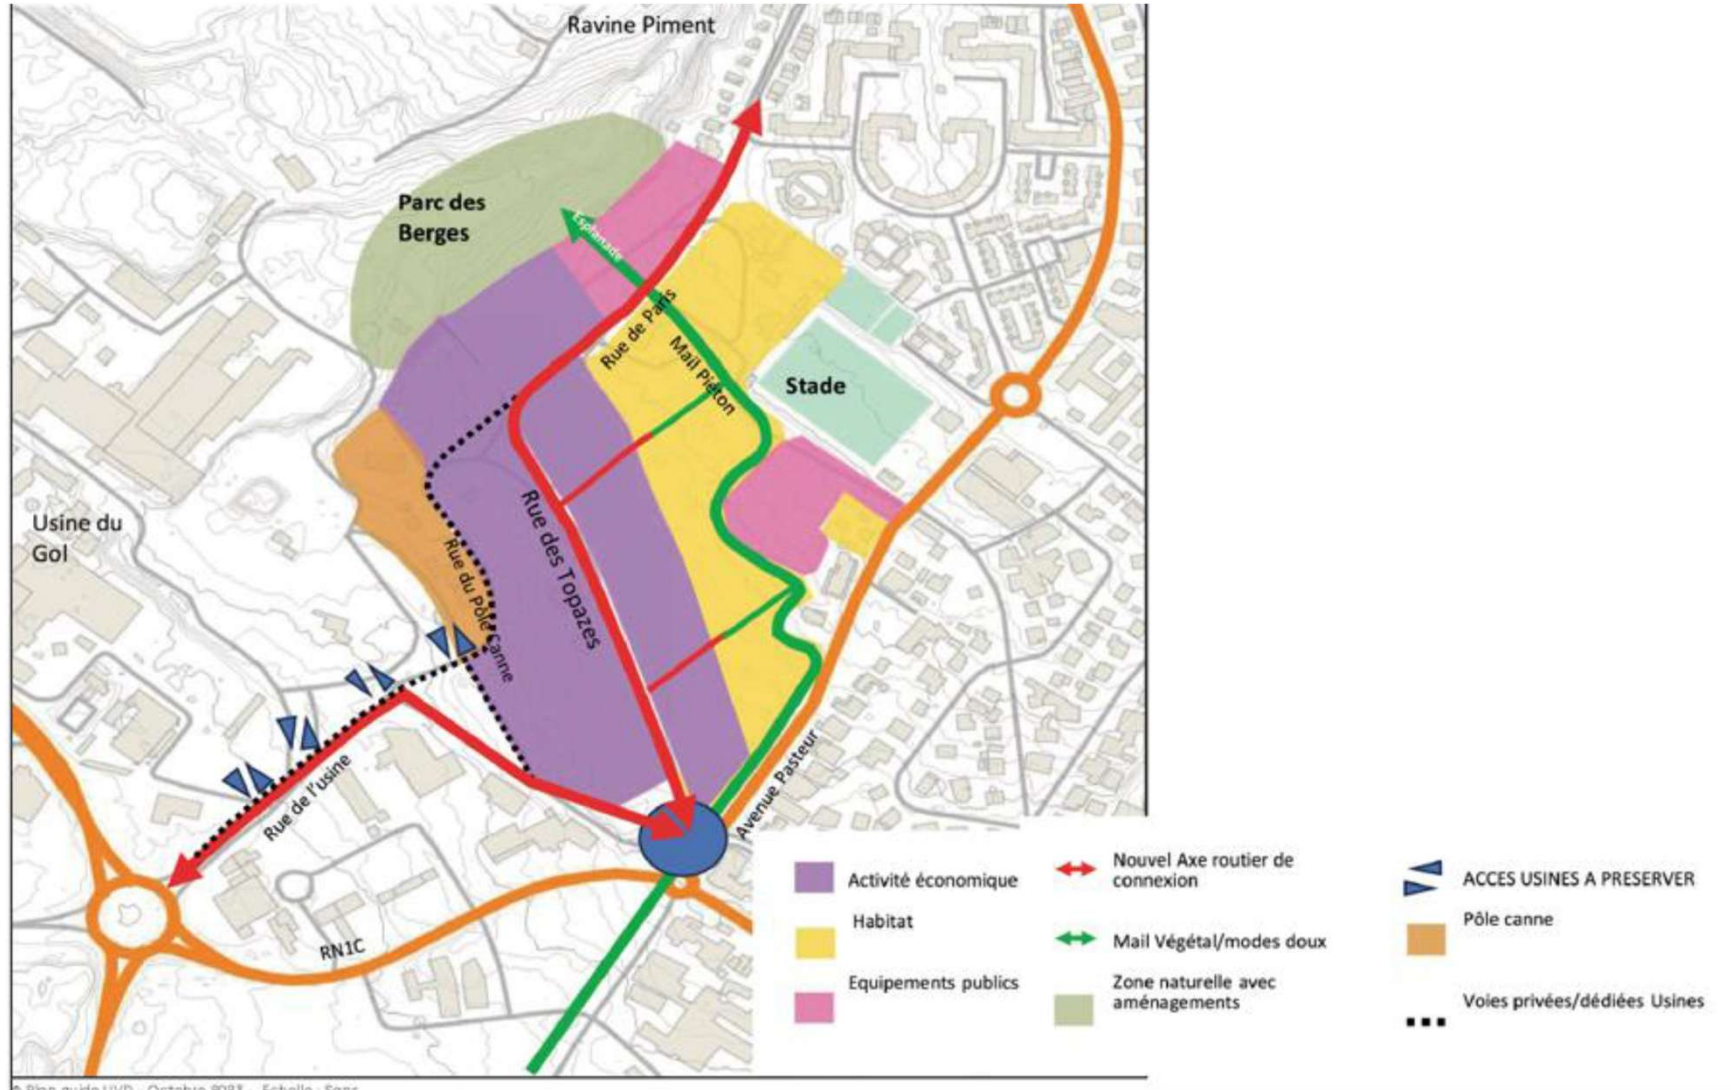 Ravine Piment
Parc des
Berges
Esplanade
Rue de Paris
Mail Piéton
Stade
Usine du
Gol
Rue des Topazes
Rue du Pôle Canne
Rue de l'usine
Avenue Pasteur
RN1C
Activité économique
Habitat
Equipements publics
Nouvel Axe routier de
connexion
Mail Végétal/modes doux
Zone naturelle avec
aménagements
ACCES USINES A PRESERVER
Pôle canne
Voies privées/dédiées Usines